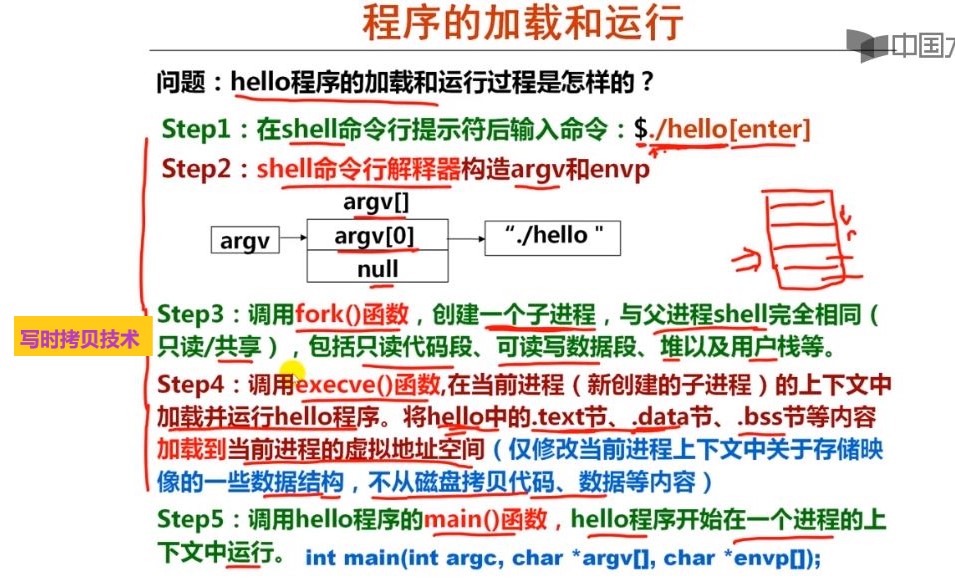 程序的加载和运行
中国大
问题：hello程序的加载和运行过程是怎样的？
Step1：在shell命令行提示符后输入命令：$./hello[enter]
Step2：shell命令行解释器构造argv和envp
argv[]
argv
argv[0]
“./hello "
null
Step3：调用fork()函数，创建一个子进程，与父进程shell完全相同（
只读/共享），包括只读代码段、可读写数据段、堆以及用户栈等。
写时拷贝技术
Step4：调用execve()函数,在当前进程（新创建的子进程）的上下文中
加载并运行hello程序。将hello中的.text节、.data节、.bss节等内容
加载到当前进程的虚拟地址空间（仅修改当前进程上下文中关于存储映
像的一些数据结构，不从磁盘拷贝代码、数据等内容）
Step5：调用hello程序的main()函数，hello程序开始在一个进程的上
下文中运行。 int main(int argc, char *argv[], char *envp[]);